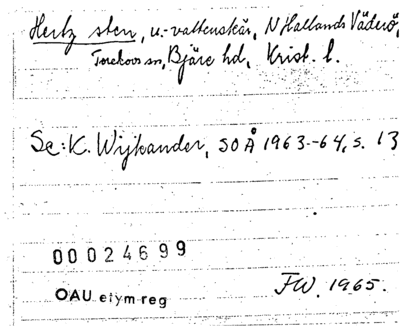 Hertz sten, u.-vattenskär, N Hallands Väderö,
Torekovs sn, Bjäre hd, Krist. l.
Se: K. Wijkander, SOÅ 1963-64, s. 13
00024699
OAU etym reg
FW. 1965.